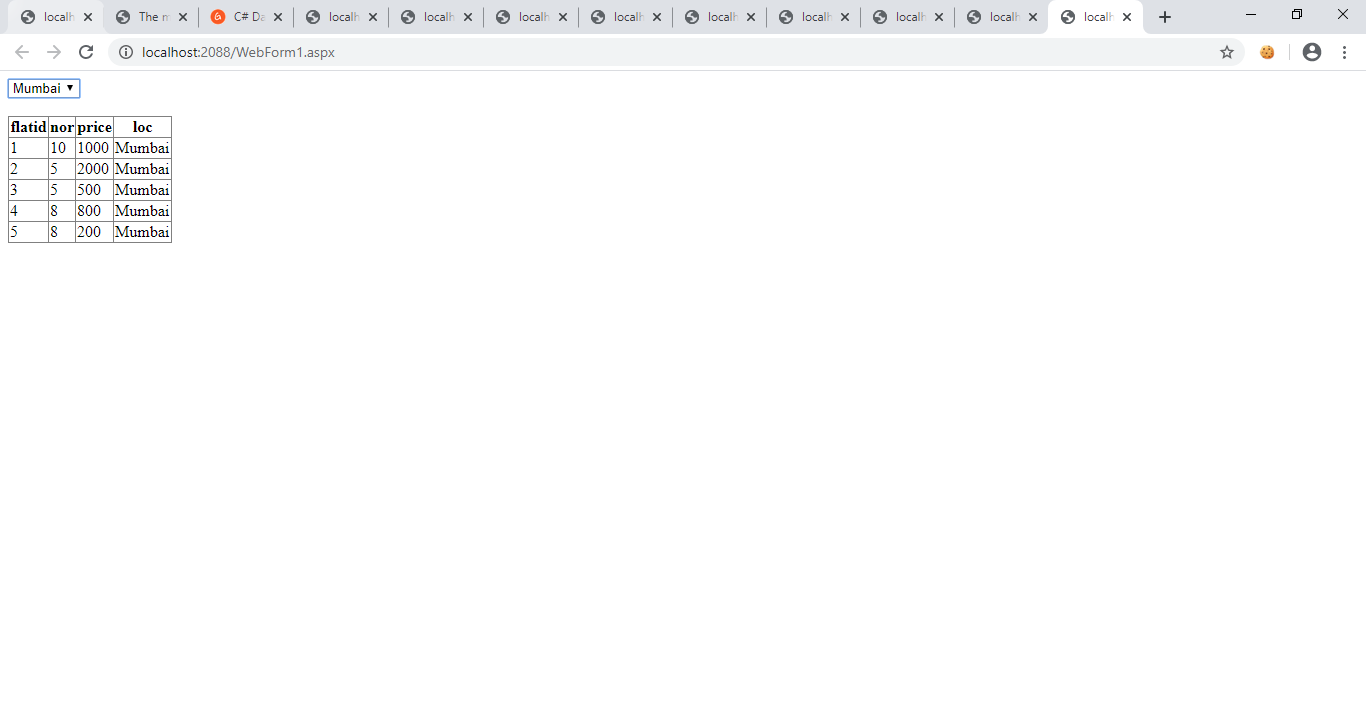 localh The m C# Da localh localh localh localh localh localh localh localh localh
localhost:2088/WebForm1.aspx
Mumbai
flatid nor price loc
1 10 1000 Mumbai
2 5 2000 Mumbai
3 5 500 Mumbai
4 8 800 Mumbai
5 8 200 Mumbai